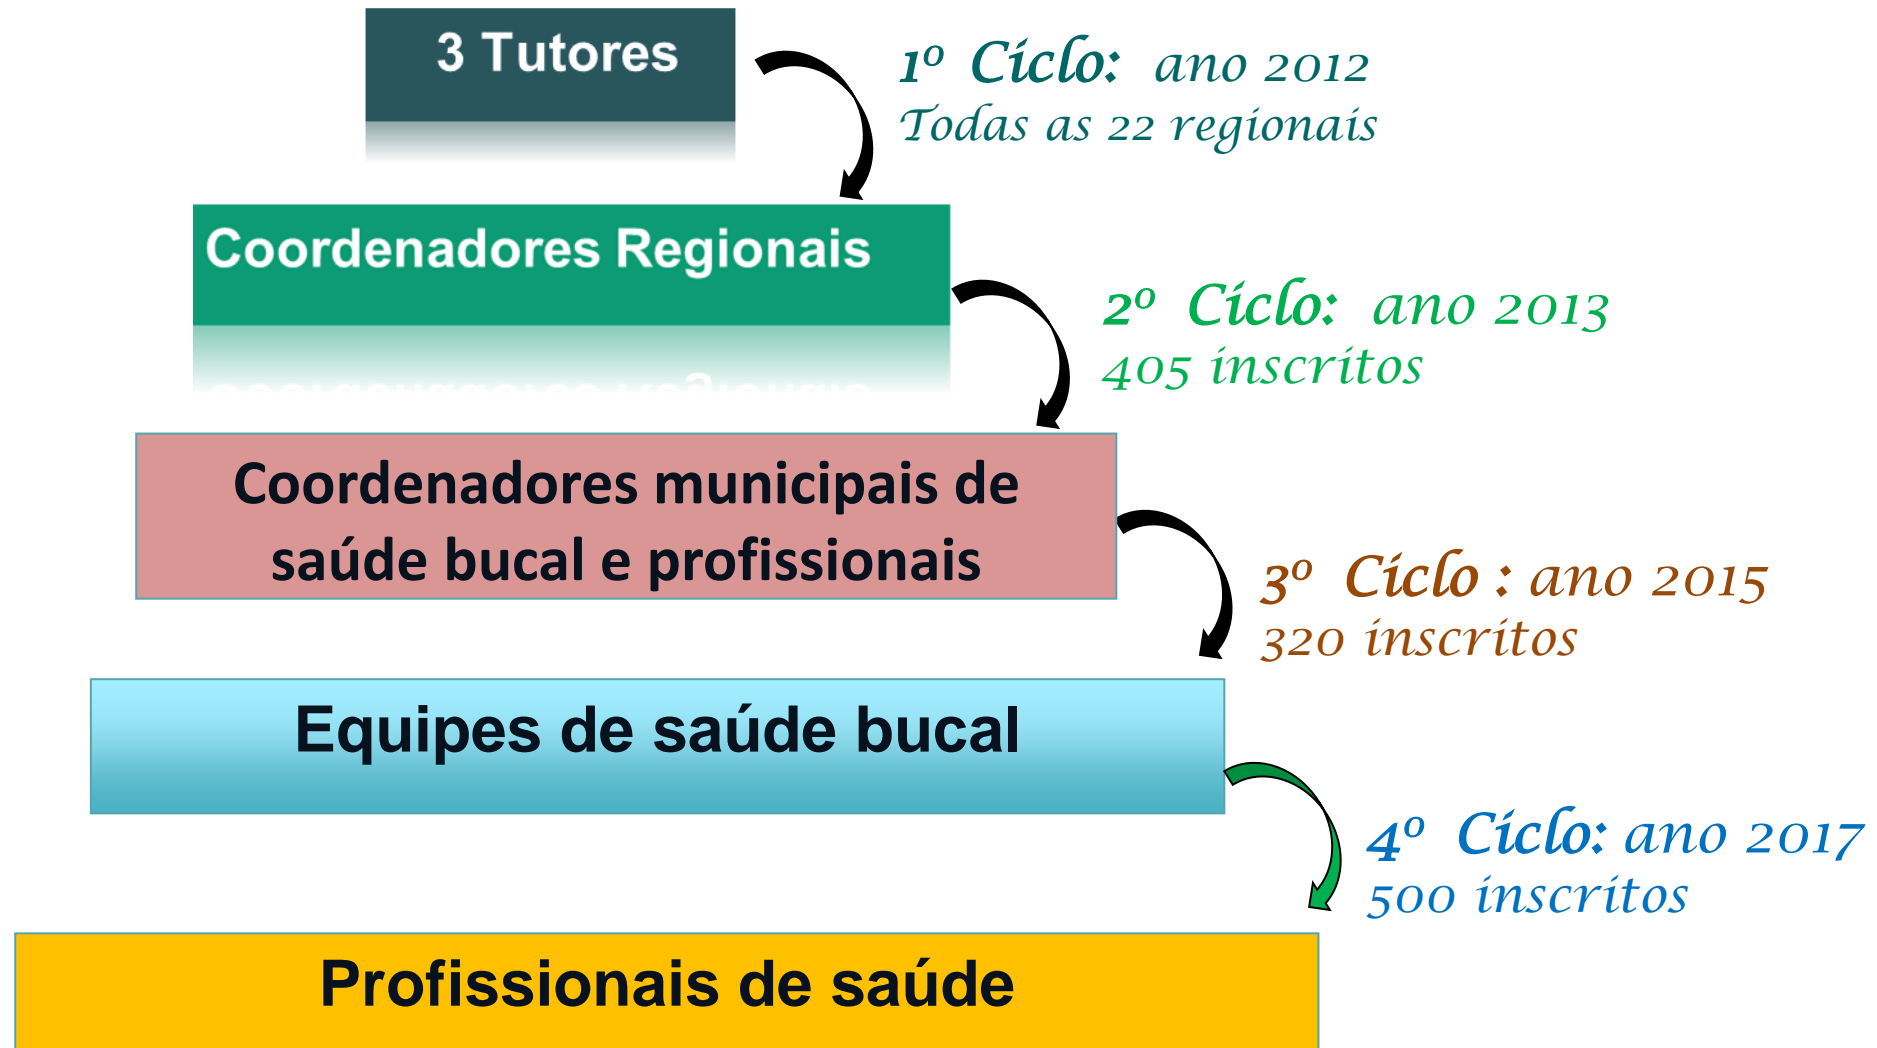 3 Tutores
1º Ciclo: ano 2012
Todas as 22 regionais
Coordenadores Regionais
2º Ciclo: ano 2013
405 inscritos
Coordenadores municipais de
saúde bucal e profissionais
3º Ciclo : ano 2015
320 inscritos
Equipes de saúde bucal
4º Ciclo: ano 2017
500 inscritos
Profissionais de saúde